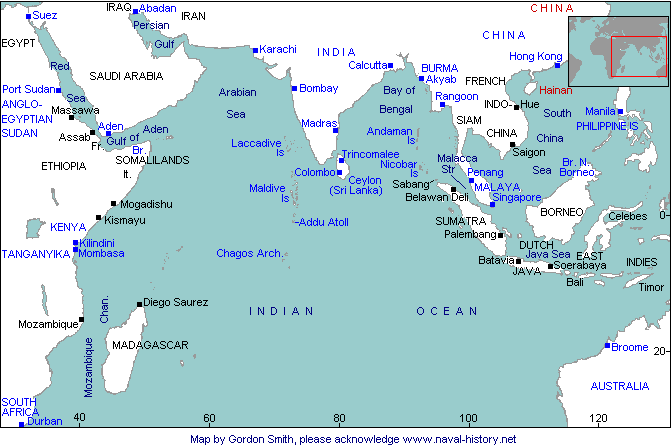 IRAQ
Abadan
CHINA
Suez
IRAN
Persian
Gulf
EGYPT
Karachi
INDIA
CHINA
Hong Kong
Calcutta
BURMA
Akyab
Red
Sea
SAUDI ARABIA
Port Sudan
Bombay
Arabian
Sea
Bay of
Bengal
Rangoon
FRENCH
INDO-
CHINA
Hue
Hainan
South
China
Sea
Manila
PHILIPPINE IS
ANGLO-
EGYPTIAN
SUDAN
Massawa
Assab
Aden
Gulf of Aden
Fr.
Br.
SOMALILANDS
It.
ETHIOPIA
Madras
Andaman
Is
SIAM
Saigon
Laccadive
Is
Trincomalee
Colombo
Ceylon
(Sri Lanka)
Nicobar
Is
Malacca
Str
Penang
MALAYA
Singapore
Br. N.
Borneo
Maldive
Is
Sabang
Belawan Deli
Mogadishu
Kismayu
KENYA
Addu Atoll
SUMATRA
Palembang
BORNEO
Celebes
0
Kilindini
Mombasa
TANGANYIKA
Chagos Arch.
Batavia
DUTCH
EAST
INDIES
Java Sea
JAVA
Soerabaya
Bali
Timor
Diego Saurez
INDIAN OCEAN
Mozambique
Mozambique Chan.
MADAGASCAR
Broome
20
AUSTRALIA
SOUTH
AFRICA
Durban
40 60 80 100 120
Map by Gordon Smith, please acknowledge www.naval-history.net